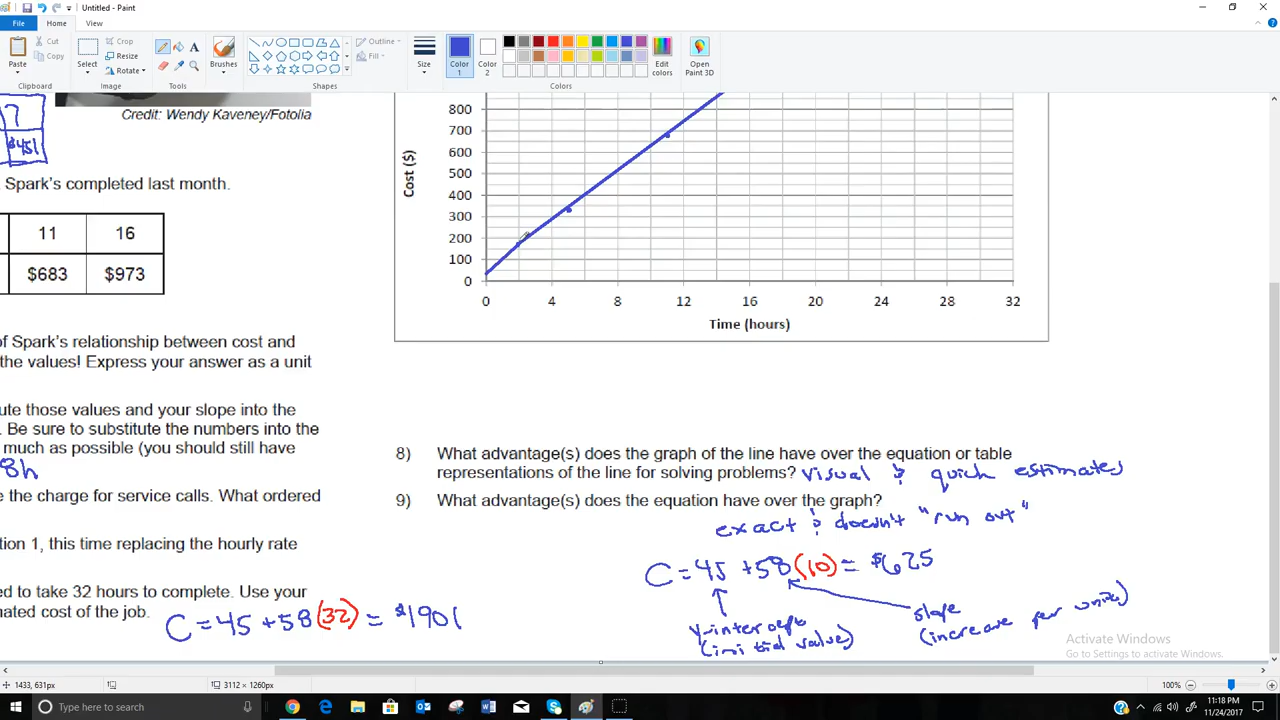 Untitled - Paint
File Home View
Paste Cut Copy
Clipboard
Select Crop Resize Rotate
Image
Tools
Brushes
Outline Fill
Shapes
Size
Color 1 Color 2
Edit colors
Colors
Open Paint 3D
7
$451
Credit: Wendy Kaveney/Fotolia
Spark's completed last month.
11 16
$683 $973
of Spark's relationship between cost and
the values! Express your answer as a unit
ute those values and your slope into the
. Be sure to substitute the numbers into the
much as possible (you should still have
8h
e the charge for service calls. What ordered
tion 1, this time replacing the hourly rate
ed to take 32 hours to complete. Use your
nated cost of the job.
C = 45 + 58(32) = $1901
Cost ($)
800
700
600
500
400
300
200
100
0
0 4 8 12 16 20 24 28 32
Time (hours)
8) What advantage(s) does the graph of the line have over the equation or table
representations of the line for solving problems? visual & quick estimates
9) What advantage(s) does the equation have over the graph?
exact & doesn't "run out"
C = 45 + 58(10) = $625
y-intercept
(initial value)
slope
(increase per units)
Activate Windows
Go to Settings to activate Windows.
1433, 631px 3112 × 1260px 100%
Type here to search
11:18 PM
11/24/2017